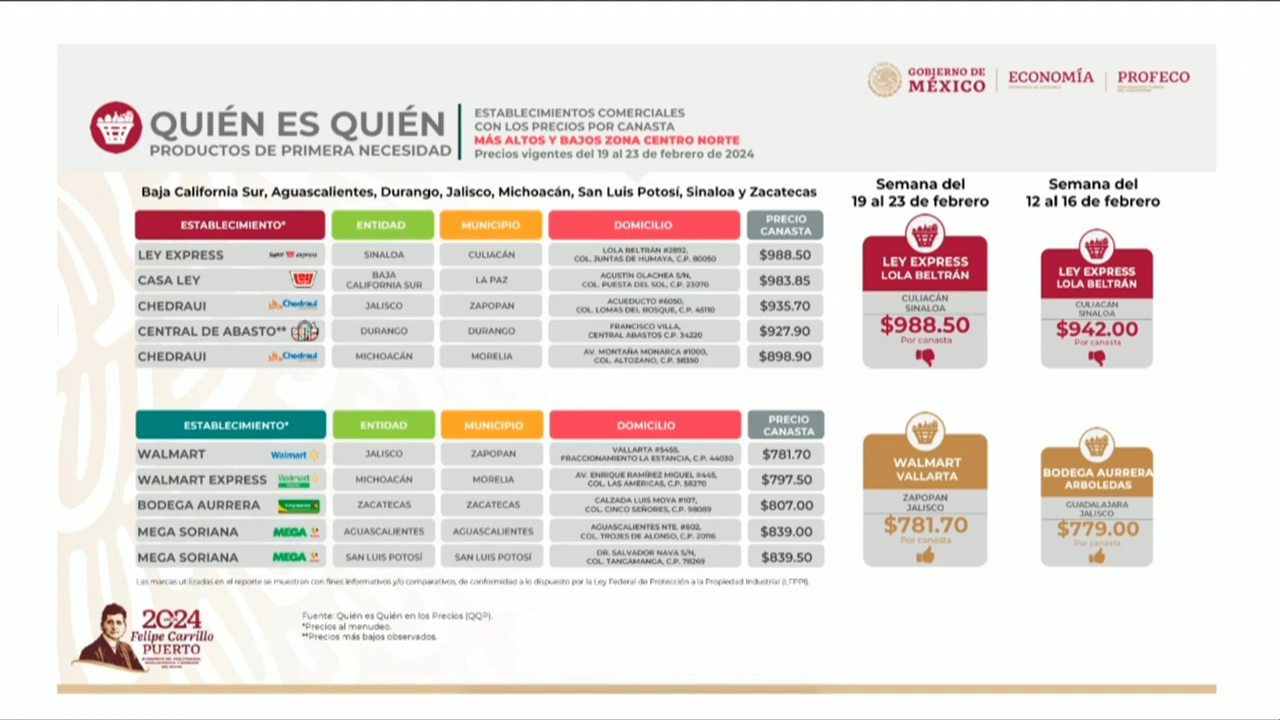 GOBIERNO DE
MÉXICO
ECONOMÍA
PROFECO
QUIÉN ES QUIÉN
PRODUCTOS DE PRIMERA NECESIDAD
ESTABLECIMIENTOS COMERCIALES
CON LOS PRECIOS POR CANASTA
MÁS ALTOS Y BAJOS ZONA CENTRO NORTE
Precios vigentes del 19 al 23 de febrero de 2024
Baja California Sur, Aguascalientes, Durango, Jalisco, Michoacán, San Luis Potosí, Sinaloa y Zacatecas
ESTABLECIMIENTO* ENTIDAD MUNICIPIO DOMICILIO PRECIO CANASTA
LEY EXPRESS SINALOA CULIACÁN LOLA BELTRÁN #2892, COL. JUNTAS DE HUMAYA, C.P. 80050 $988.50
CASA LEY Ley BAJA CALIFORNIA SUR LA PAZ AGUSTÍN OLACHEA S/N, COL. PUESTA DEL SOL, C.P. 23070 $983.85
CHEDRAUI Chedraui JALISCO ZAPOPAN ACUEDUCTO #6050, COL. LOMAS DEL BOSQUE, C.P. 45110 $935.70
CENTRAL DE ABASTO** DURANGO DURANGO FRANCISCO VILLA, CENTRAL ABASTOS C.P. 34220 $927.90
CHEDRAUI Chedraui MICHOACÁN MORELIA AV. MONTAÑA MONARCA #1000, COL. ALTOZANO, C.P. 58350 $898.90
ESTABLECIMIENTO* ENTIDAD MUNICIPIO DOMICILIO PRECIO CANASTA
WALMART Walmart JALISCO ZAPOPAN VALLARTA #5455, FRACCIONAMIENTO LA ESTANCIA, C.P. 44030 $781.70
WALMART EXPRESS Walmart MICHOACÁN MORELIA AV. ENRIQUE RAMÍREZ MIGUEL #445, COL. LAS AMÉRICAS, C.P. 58270 $797.50
BODEGA AURRERA ZACATECAS ZACATECAS CALZADA LUIS MOYA #107, COL. CINCO SEÑORES, C.P. 98089 $807.00
MEGA SORIANA MEGA AGUASCALIENTES AGUASCALIENTES AGUASCALIENTES NTE. #802, COL. TROJES DE ALONSO, C.P. 20116 $839.00
MEGA SORIANA MEGA SAN LUIS POTOSÍ SAN LUIS POTOSÍ DR. SALVADOR NAVA S/N, COL. TANGAMANGA, C.P. 78269 $839.50
Semana del
19 al 23 de febrero
LEY EXPRESS
LOLA BELTRÁN
CULIACÁN
SINALOA
$988.50
Por canasta
Semana del
12 al 16 de febrero
LEY EXPRESS
LOLA BELTRÁN
CULIACÁN
SINALOA
$942.00
Por canasta
WALMART
VALLARTA
ZAPOPAN
JALISCO
$781.70
Por canasta
BODEGA AURRERA
ARBOLEDAS
GUADALAJARA
JALISCO
$779.00
Por canasta
Las marcas utilizadas en el reporte se muestran con fines informativos y/o comparativos, de conformidad a lo dispuesto por la Ley Federal de Protección a la Propiedad Industrial (LFPPI).
2024
Felipe Carrillo
PUERTO
Fuente: Quién es Quién en los Precios (QQP).
*Precios al menudeo.
**Precios más bajos observados.